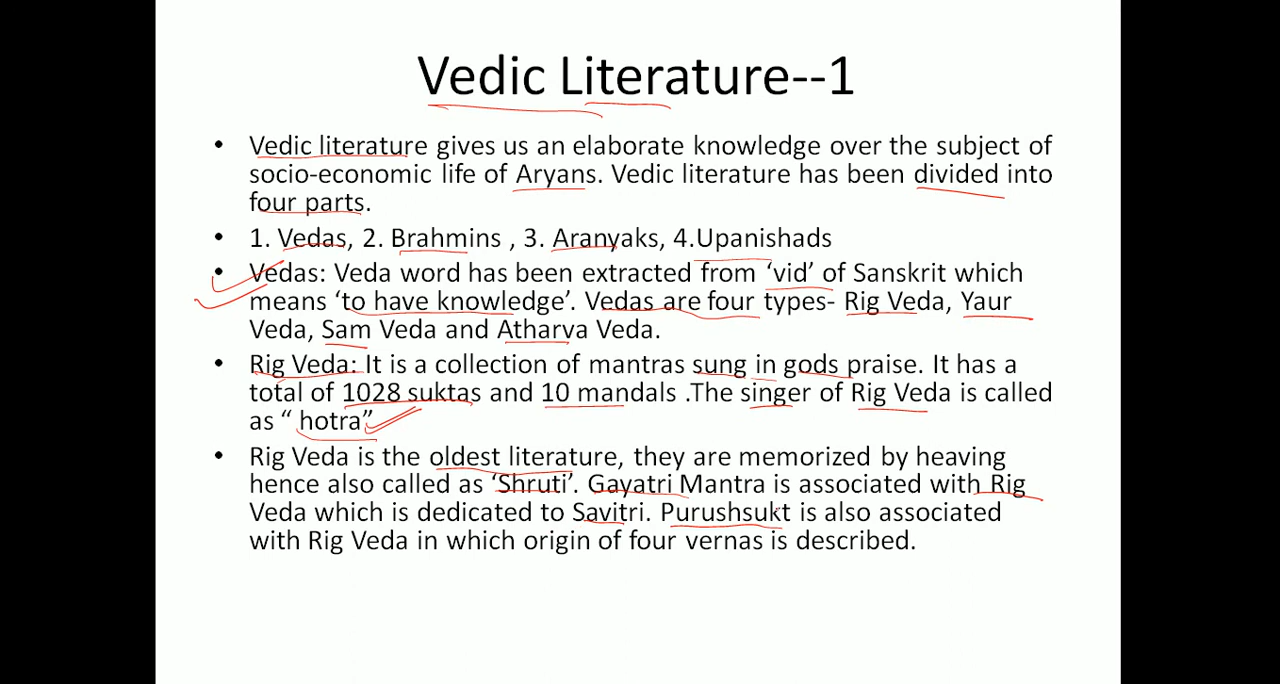 Vedic Literature--1
• Vedic literature gives us an elaborate knowledge over the subject of
socio-economic life of Aryans. Vedic literature has been divided into
four parts.
• 1. Vedas, 2. Brahmins , 3. Aranyaks, 4.Upanishads
• Vedas: Veda word has been extracted from ‘vid’ of Sanskrit which
means ‘to have knowledge’. Vedas are four types- Rig Veda, Yaur
Veda, Sam Veda and Atharva Veda.
• Rig Veda: It is a collection of mantras sung in gods praise. It has a
total of 1028 suktas and 10 mandals .The singer of Rig Veda is called
as “ hotra”
• Rig Veda is the oldest literature, they are memorized by heaving
hence also called as ‘Shruti’. Gayatri Mantra is associated with Rig
Veda which is dedicated to Savitri. Purushsukt is also associated
with Rig Veda in which origin of four vernas is described.